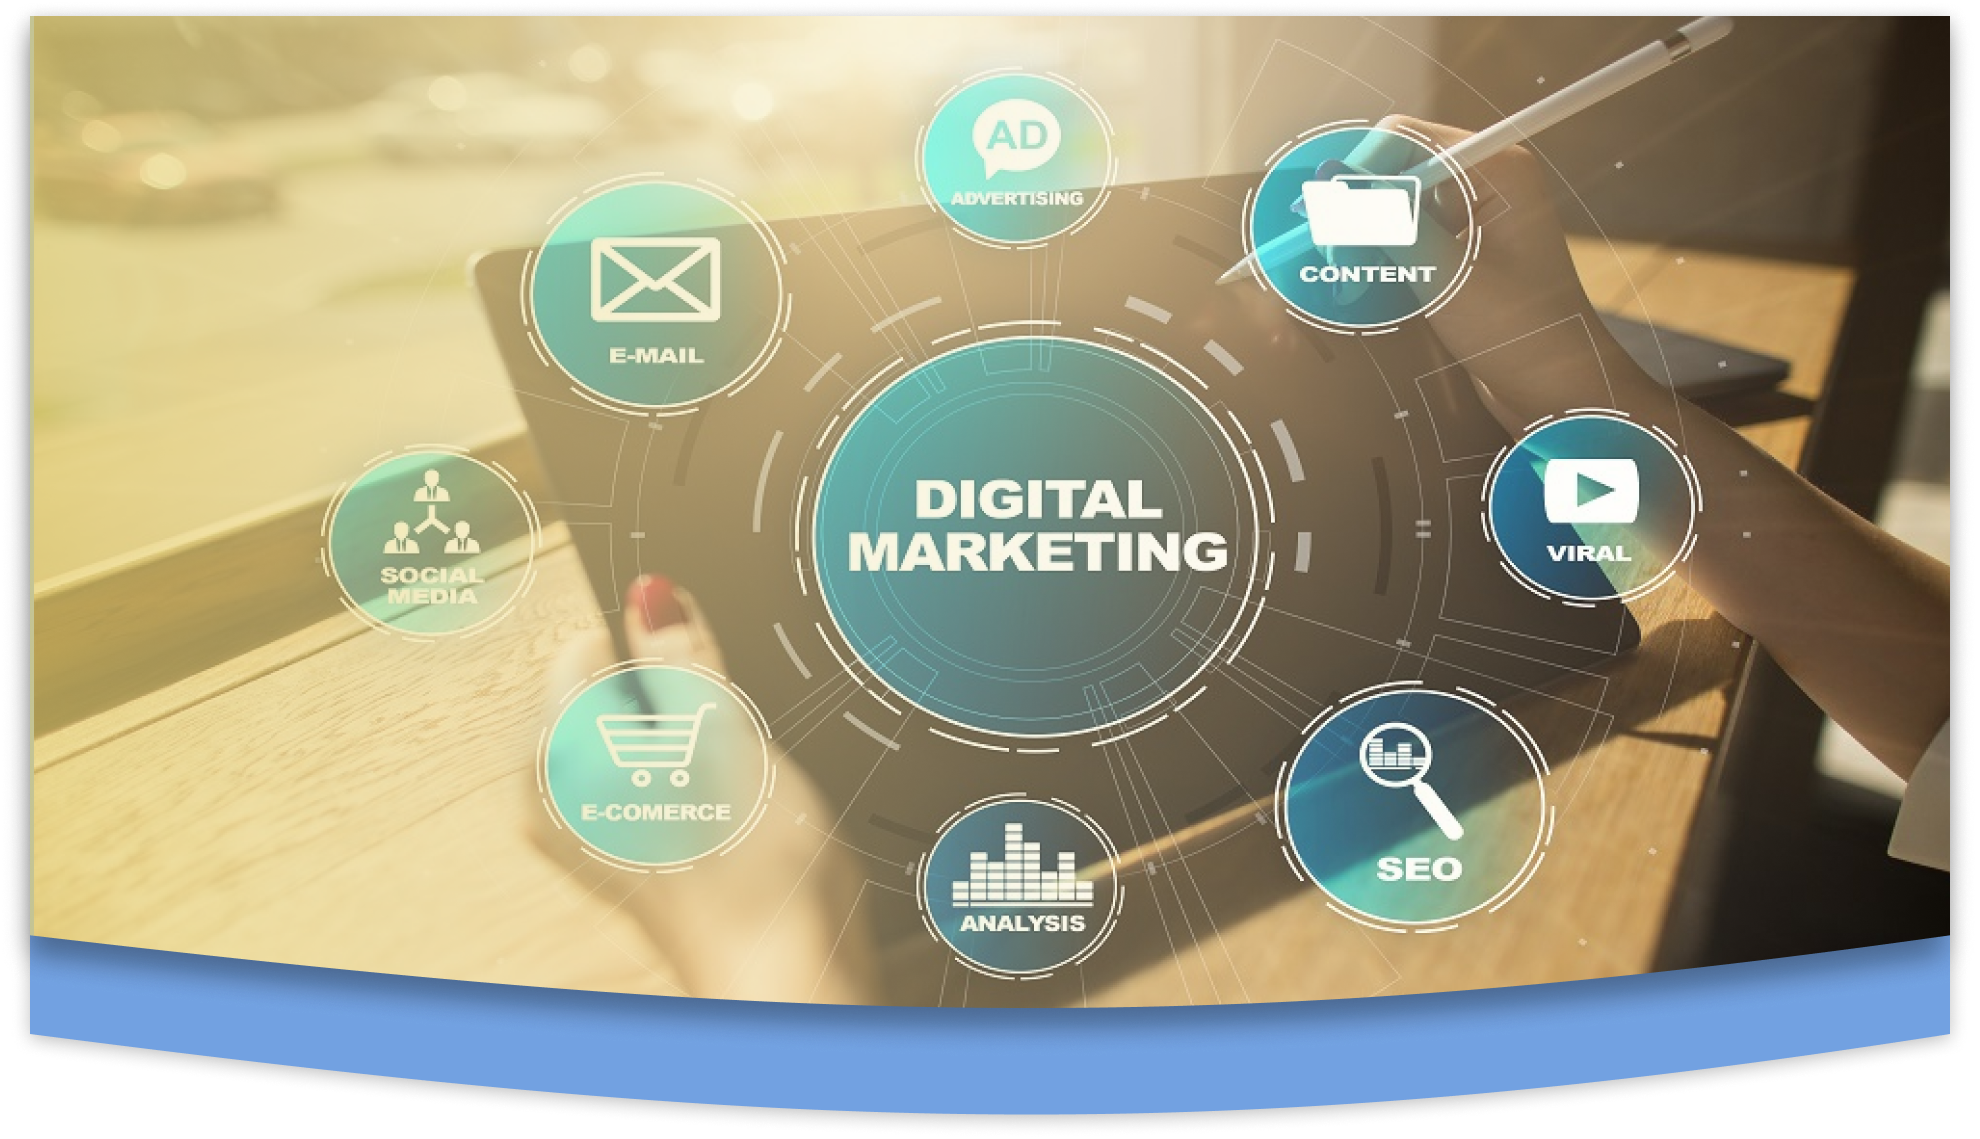 AD
ADVERTISING
CONTENT
E-MAIL
DIGITAL
MARKETING
VIRAL
SOCIAL
MEDIA
E-COMERCE
SEO
ANALYSIS